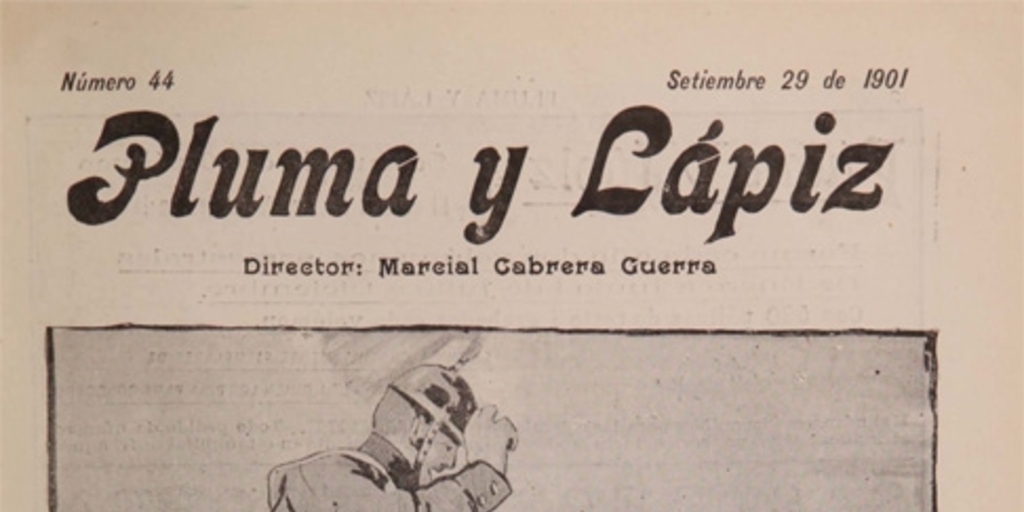 Número 44
Setiembre 29 de 1901
Pluma y Lápiz
Director: Marcial Cabrera Guerra